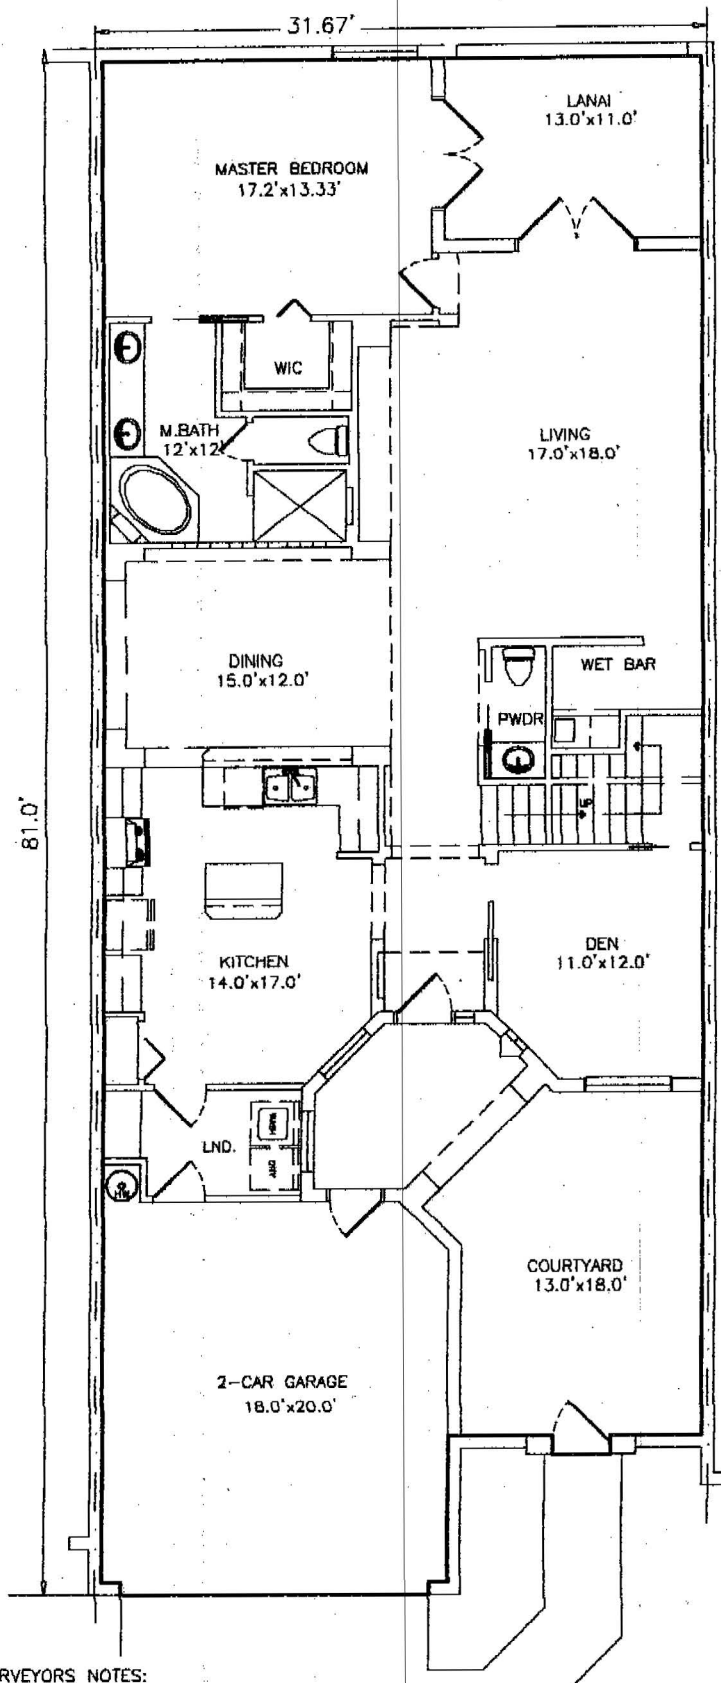 31.67'
LANAI
13.0'x11.0'
MASTER BEDROOM
17.2'x13.33'
WIC
M.BATH
12'x12'
LIVING
17.0'x18.0'
DINING
15.0'x12.0'
WET BAR
PWDR
UP
81.0'
KITCHEN
14.0'x17.0'
DEN
11.0'x12.0'
LND.
WASH
DRY
HW
COURTYARD
13.0'x18.0'
2-CAR GARAGE
18.0'x20.0'
RVEYORS NOTES: